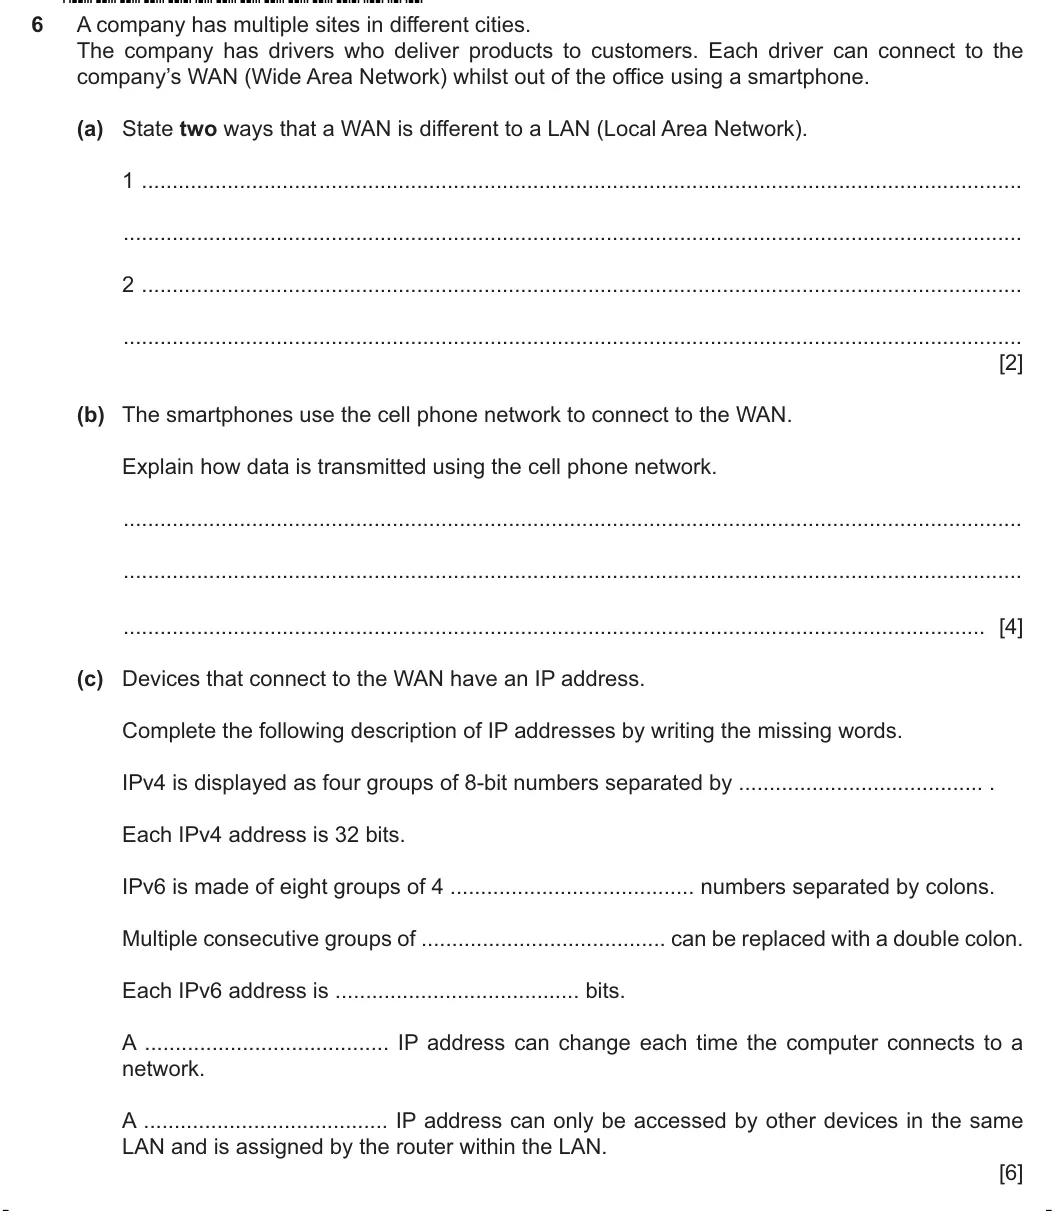 6 A company has multiple sites in different cities.
The company has drivers who deliver products to customers. Each driver can connect to the
company's WAN (Wide Area Network) whilst out of the office using a smartphone.
(a) State two ways that a WAN is different to a LAN (Local Area Network).
1 ................................................................................................................................................
...................................................................................................................................................
2 ................................................................................................................................................
...................................................................................................................................................
[2]
(b) The smartphones use the cell phone network to connect to the WAN.
Explain how data is transmitted using the cell phone network.
...................................................................................................................................................
...................................................................................................................................................
............................................................................................................................................. [4]
(c) Devices that connect to the WAN have an IP address.
Complete the following description of IP addresses by writing the missing words.
IPv4 is displayed as four groups of 8-bit numbers separated by ........................................ .
Each IPv4 address is 32 bits.
IPv6 is made of eight groups of 4 ........................................ numbers separated by colons.
Multiple consecutive groups of ........................................ can be replaced with a double colon.
Each IPv6 address is ........................................ bits.
A ........................................ IP address can change each time the computer connects to a
network.
A ........................................ IP address can only be accessed by other devices in the same
LAN and is assigned by the router within the LAN.
[6]